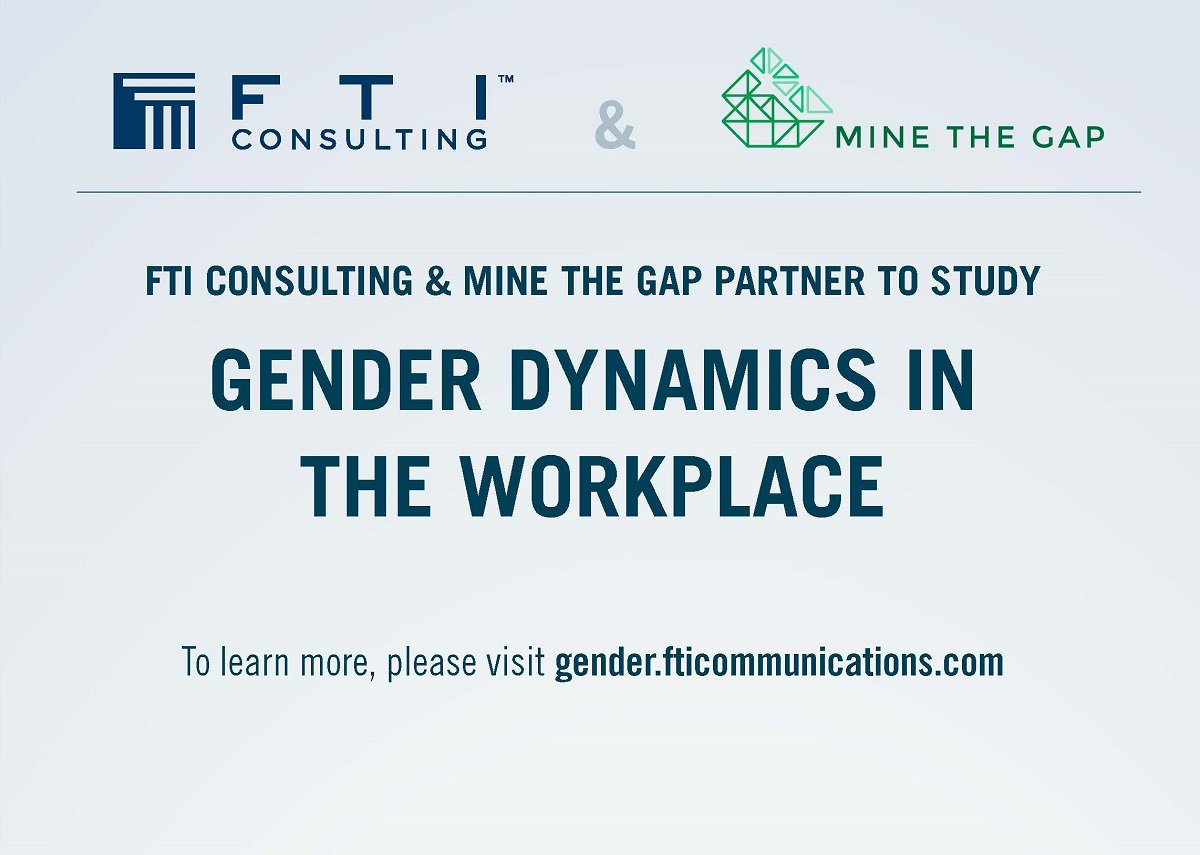 FTI™
CONSULTING
&
MINE THE GAP
FTI CONSULTING & MINE THE GAP PARTNER TO STUDY
GENDER DYNAMICS IN
THE WORKPLACE
To learn more, please visit gender.fticommunications.com